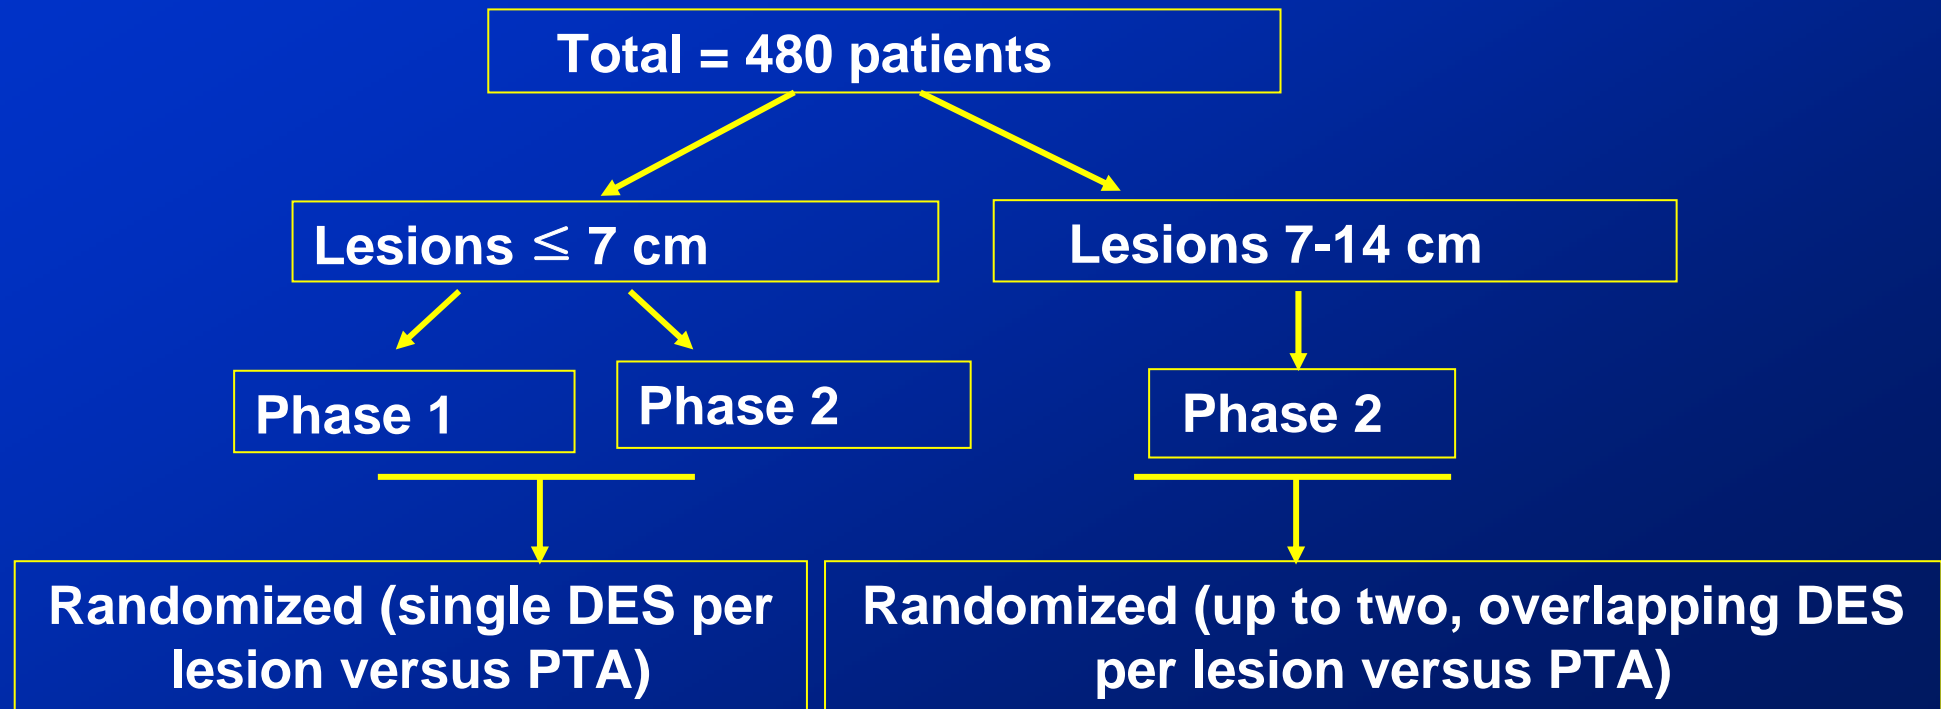 Total = 480 patients
Lesions ≤ 7 cm
Lesions 7-14 cm
Phase 1
Phase 2
Phase 2
Randomized (single DES per
lesion versus PTA)
Randomized (up to two, overlapping DES
per lesion versus PTA)